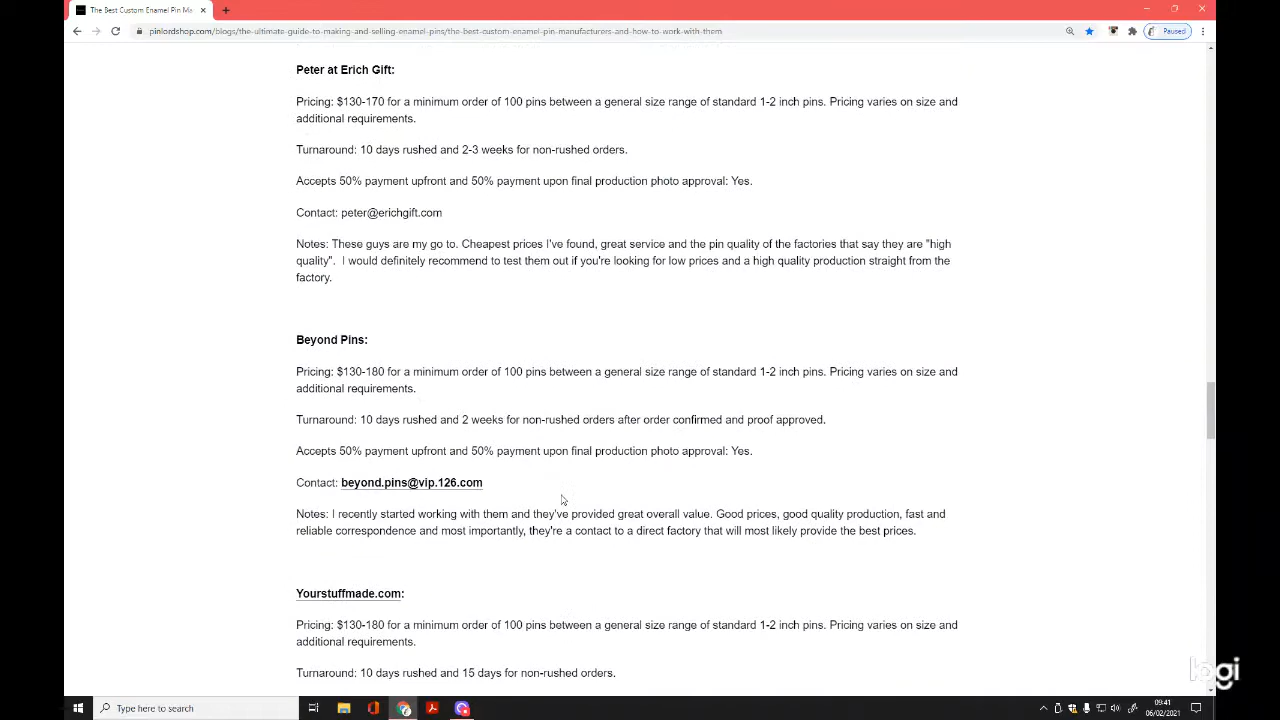 The Best Custom Enamel Pin Ma
pinlordshop.com/blogs/the-ultimate-guide-to-making-and-selling-enamel-pins/the-best-custom-enamel-pin-manufacturers-and-how-to-work-with-them
Paused
Peter at Erich Gift:
Pricing: $130-170 for a minimum order of 100 pins between a general size range of standard 1-2 inch pins. Pricing varies on size and
additional requirements.
Turnaround: 10 days rushed and 2-3 weeks for non-rushed orders.
Accepts 50% payment upfront and 50% payment upon final production photo approval: Yes.
Contact: peter@erichgift.com
Notes: These guys are my go to. Cheapest prices I've found, great service and the pin quality of the factories that say they are "high
quality".  I would definitely recommend to test them out if you're looking for low prices and a high quality production straight from the
factory.
Beyond Pins:
Pricing: $130-180 for a minimum order of 100 pins between a general size range of standard 1-2 inch pins. Pricing varies on size and
additional requirements.
Turnaround: 10 days rushed and 2 weeks for non-rushed orders after order confirmed and proof approved.
Accepts 50% payment upfront and 50% payment upon final production photo approval: Yes.
Contact: beyond.pins@vip.126.com
Notes: I recently started working with them and they've provided great overall value. Good prices, good quality production, fast and
reliable correspondence and most importantly, they're a contact to a direct factory that will most likely provide the best prices.
Yourstuffmade.com:
Pricing: $130-180 for a minimum order of 100 pins between a general size range of standard 1-2 inch pins. Pricing varies on size and
additional requirements.
Turnaround: 10 days rushed and 15 days for non-rushed orders.
logi
Type here to search
09:41
06/02/2021